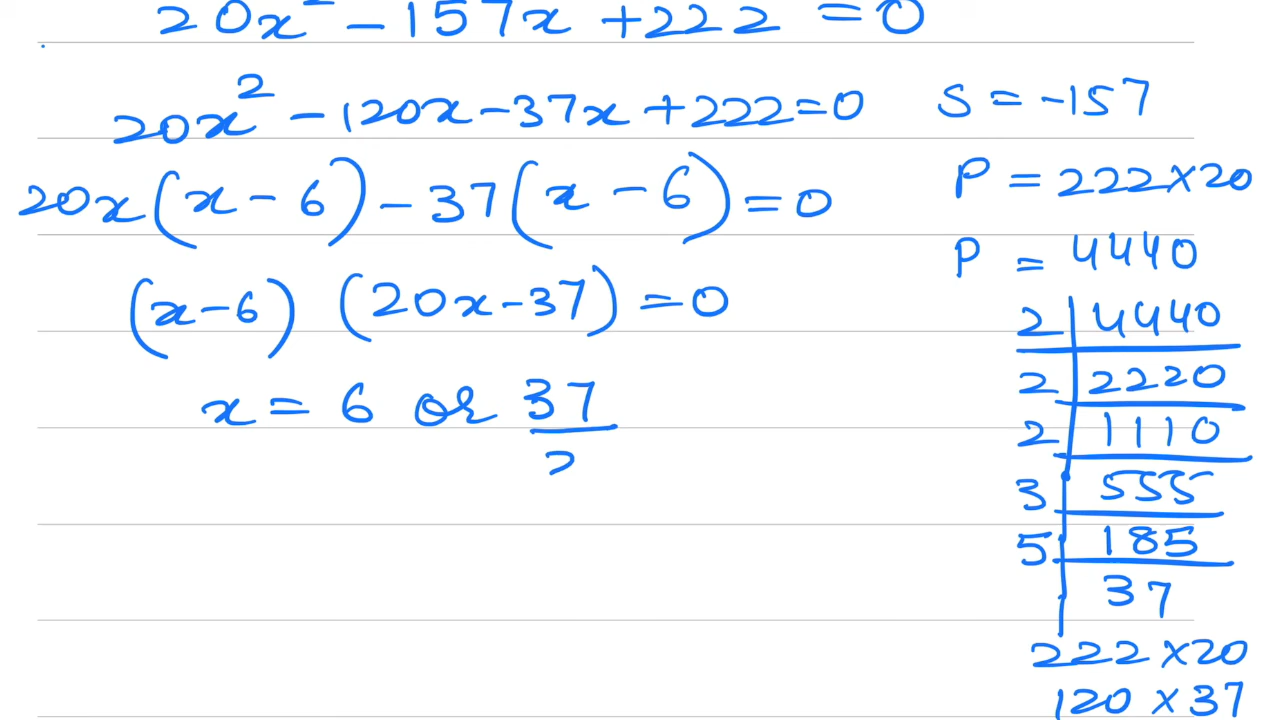 20x² - 157x + 222 = 0
20x² - 120x - 37x + 222 = 0
20x(x - 6) - 37(x - 6) = 0
(x - 6) (20x - 37) = 0
x = 6 or 37
2
S = -157
P = 222 × 20
P = 4440
2 | 4440
2 | 2220
2 | 1110
3 | 555
5 | 185
37
222 × 20
120 × 37